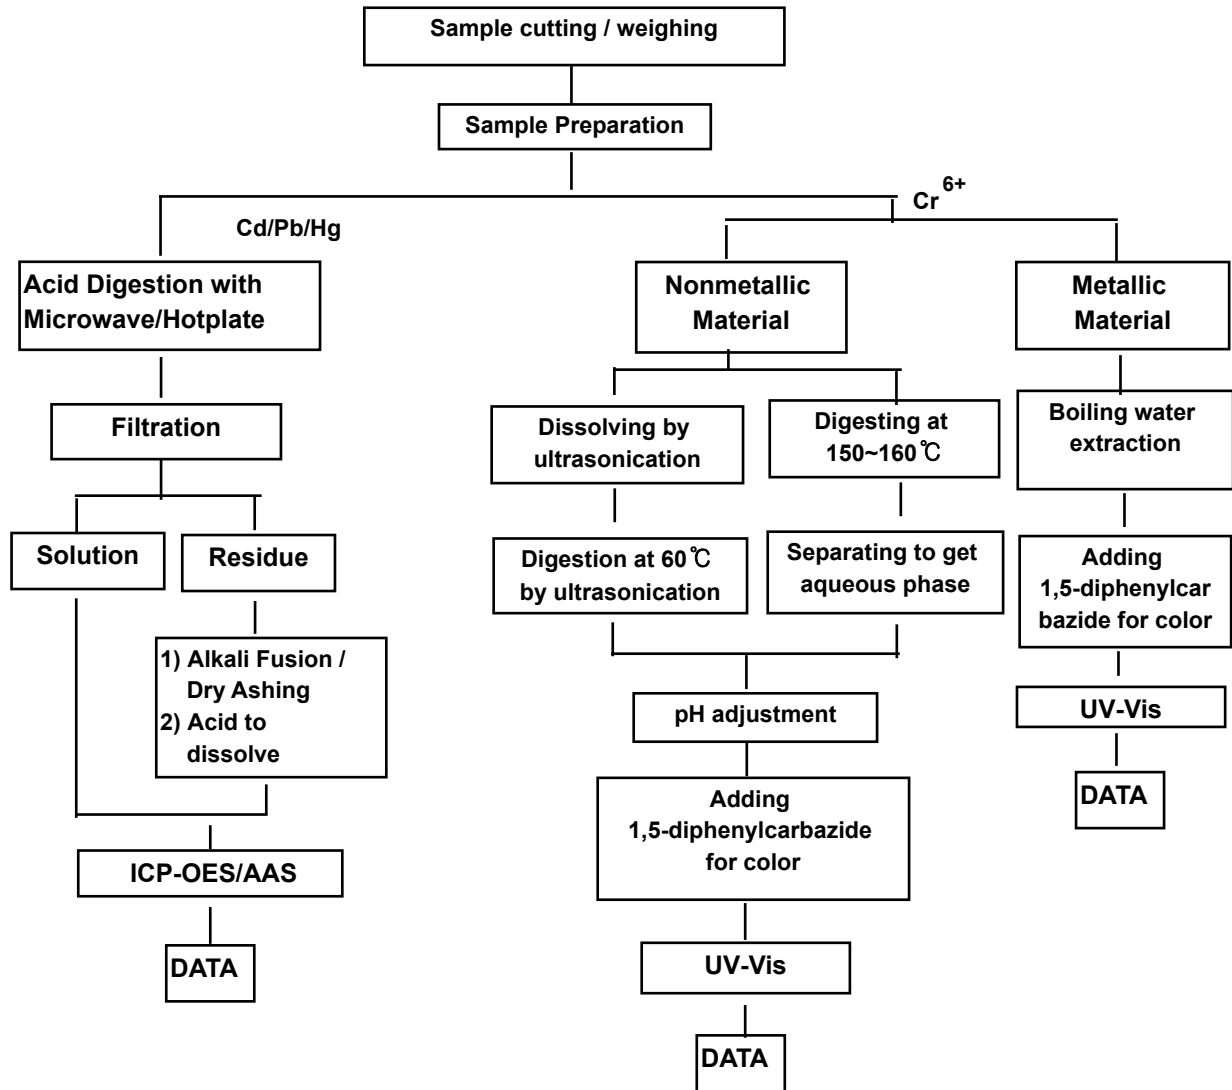 Sample cutting / weighing
Sample Preparation
Cr 6+
Cd/Pb/Hg
Acid Digestion with
Microwave/Hotplate
Nonmetallic
Material
Metallic
Material
Filtration
Dissolving by
ultrasonication
Digesting at
150~160℃
Boiling water
extraction
Solution
Residue
Digestion at 60℃
by ultrasonication
Separating to get
aqueous phase
Adding
1,5-diphenylcar
bazide for color
1) Alkali Fusion /
Dry Ashing
2) Acid to
dissolve
pH adjustment
UV-Vis
DATA
Adding
1,5-diphenylcarbazide
for color
ICP-OES/AAS
DATA
UV-Vis
DATA